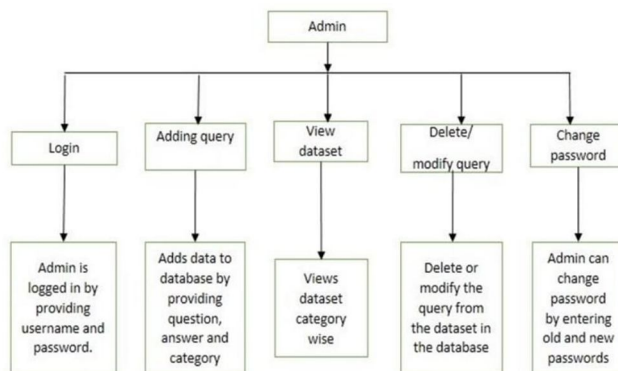 Admin
Login
Adding query
View
dataset
Delete/
modify query
Change
password
Admin is
logged in by
providing
username and
password.
Adds data to
database by
providing
question,
answer and
category
Views
dataset
category
wise
Delete or
modify the
query from
the dataset in
the database
Admin can
change
password
by entering
old and new
passwords